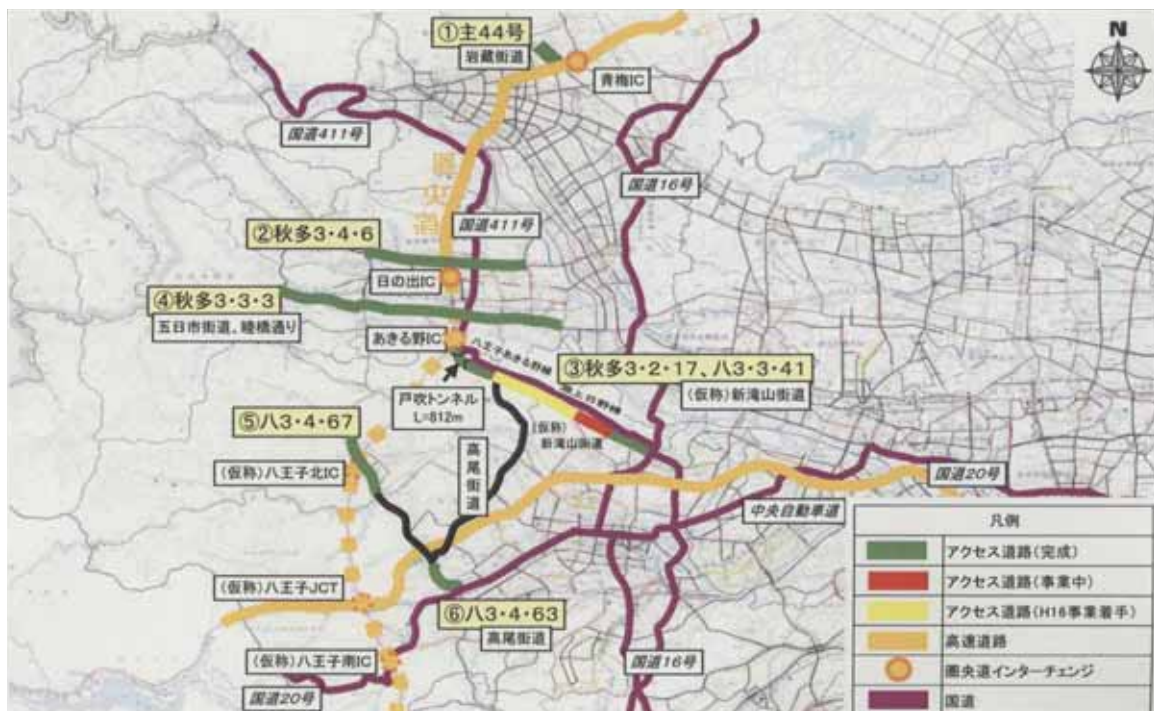 ①主44号
岩蔵街道
N
青梅IC
国道411号
国道16号
圏央道
国道411号
②秋多3・4・6
日の出IC
④秋多3・3・3
五日市街道、睦橋通り
あきる野IC
八王子あきる野線
③秋多3・2・17、八3・3・41
(仮称)新滝山街道
戸吹トンネル
L=812m
(仮称)
新滝山街道
⑤八3・4・67
高尾街道
(仮称)八王子北IC
国道20号
中央自動車道
(仮称)八王子JCT
⑥八3・4・63
高尾街道
(仮称)八王子南IC
国道20号
国道16号
凡例
アクセス道路(完成)
アクセス道路(事業中)
アクセス道路(H16事業着手)
高速道路
圏央道インターチェンジ
国道